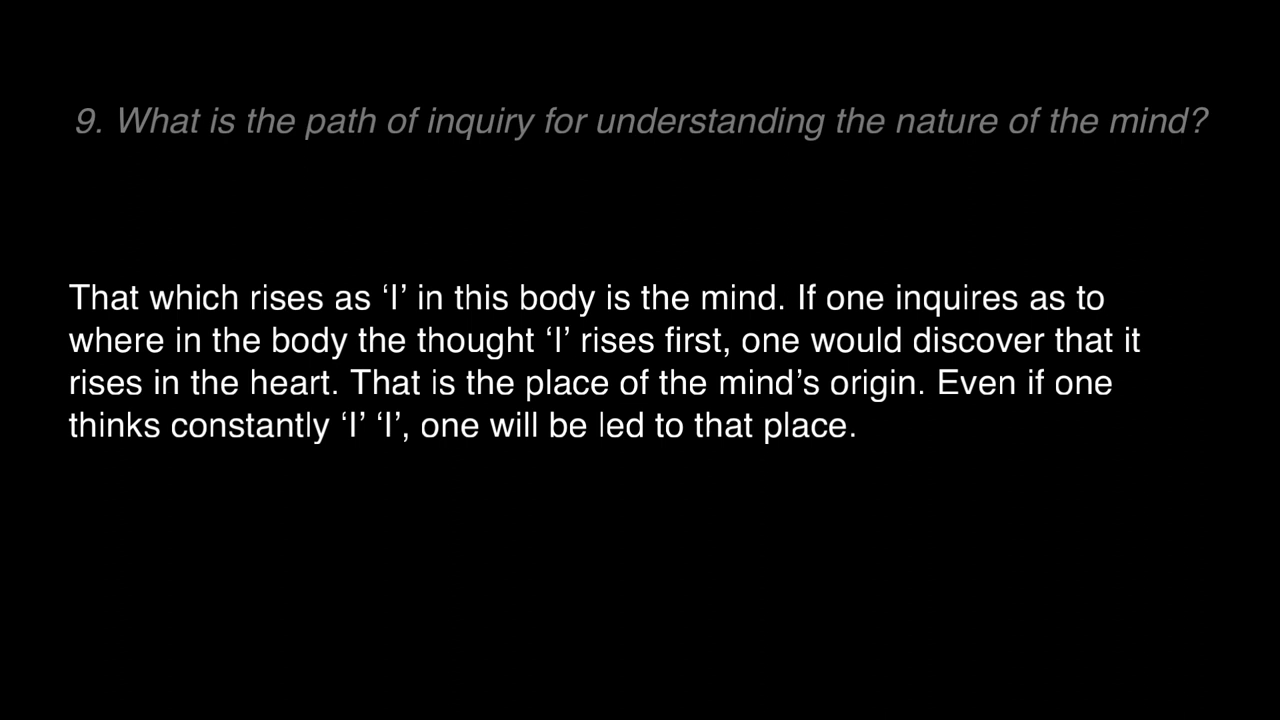 9. What is the path of inquiry for understanding the nature of the mind?
That which rises as ‘I’ in this body is the mind. If one inquires as to
where in the body the thought ‘I’ rises first, one would discover that it
rises in the heart. That is the place of the mind’s origin. Even if one
thinks constantly ‘I’ ‘I’, one will be led to that place.